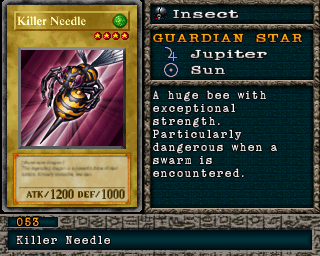 Killer Needle
ATK/1200 DEF/1000
Insect
GUARDIAN STAR
Jupiter
Sun
A huge bee with
exceptional
strength.
Particularly
dangerous when a
swarm is
encountered.
053
Killer Needle